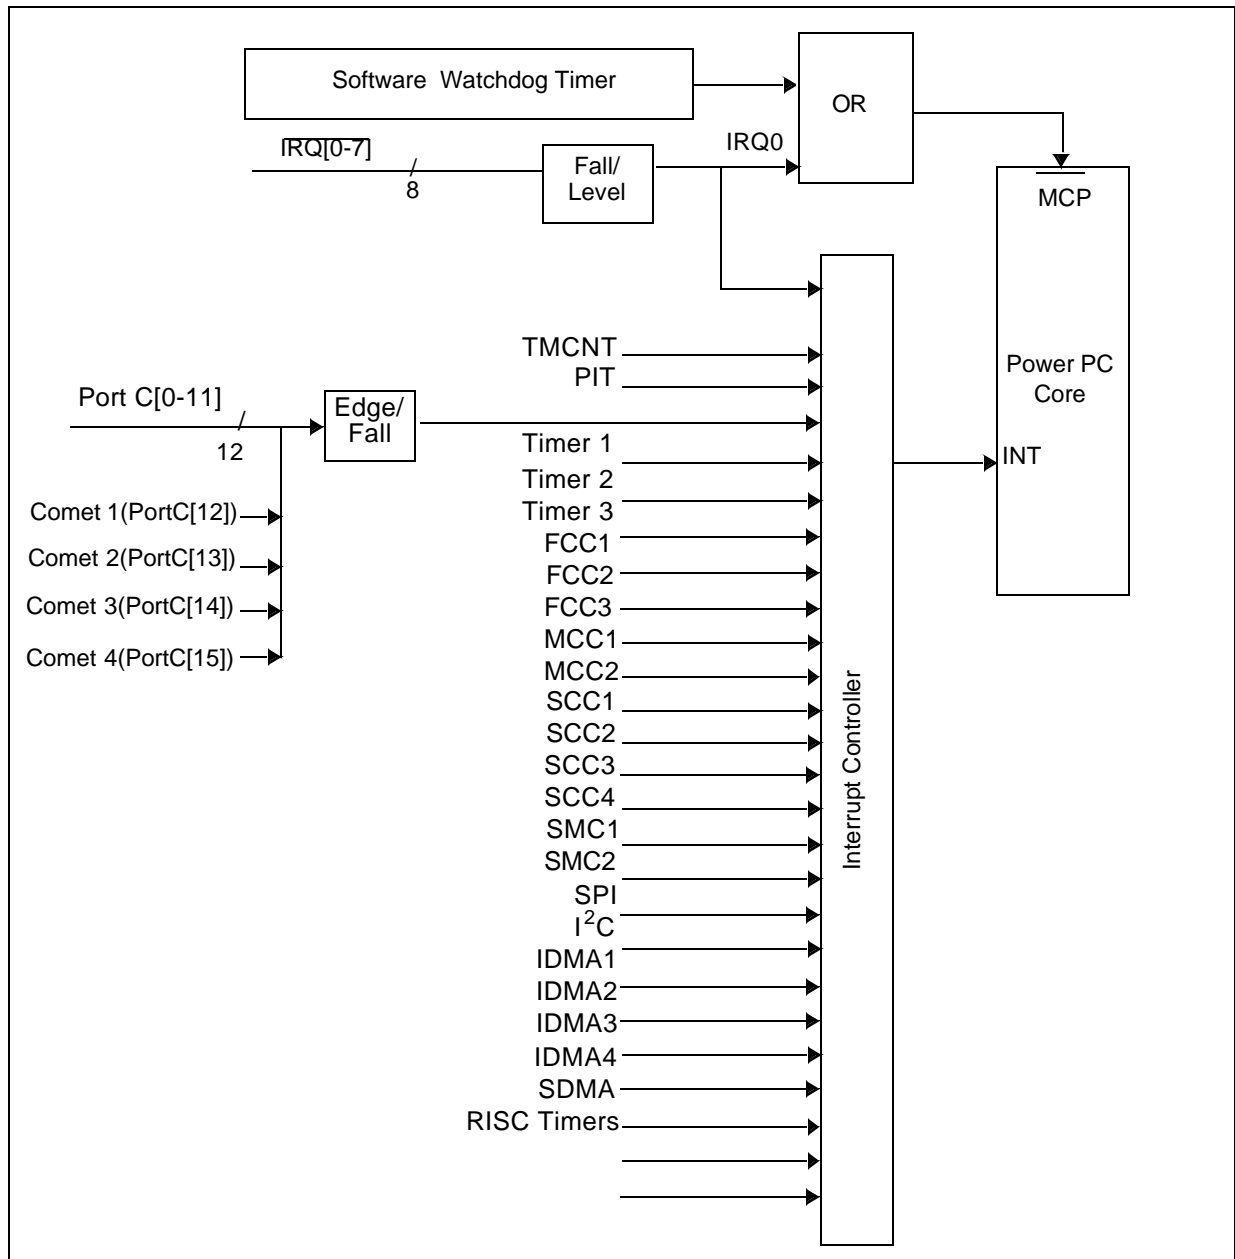 Software Watchdog Timer
OR
IRQ[0-7]
8
Fall/
Level
IRQ0
MCP
Power PC
Core
INT
TMCNT
PIT
Port C[0-11]
12
Edge/
Fall
Comet 1(PortC[12])
Comet 2(PortC[13])
Comet 3(PortC[14])
Comet 4(PortC[15])
Timer 1
Timer 2
Timer 3
FCC1
FCC2
FCC3
MCC1
MCC2
SCC1
SCC2
SCC3
SCC4
SMC1
SMC2
SPI
I²C
IDMA1
IDMA2
IDMA3
IDMA4
SDMA
RISC Timers
Interrupt Controller